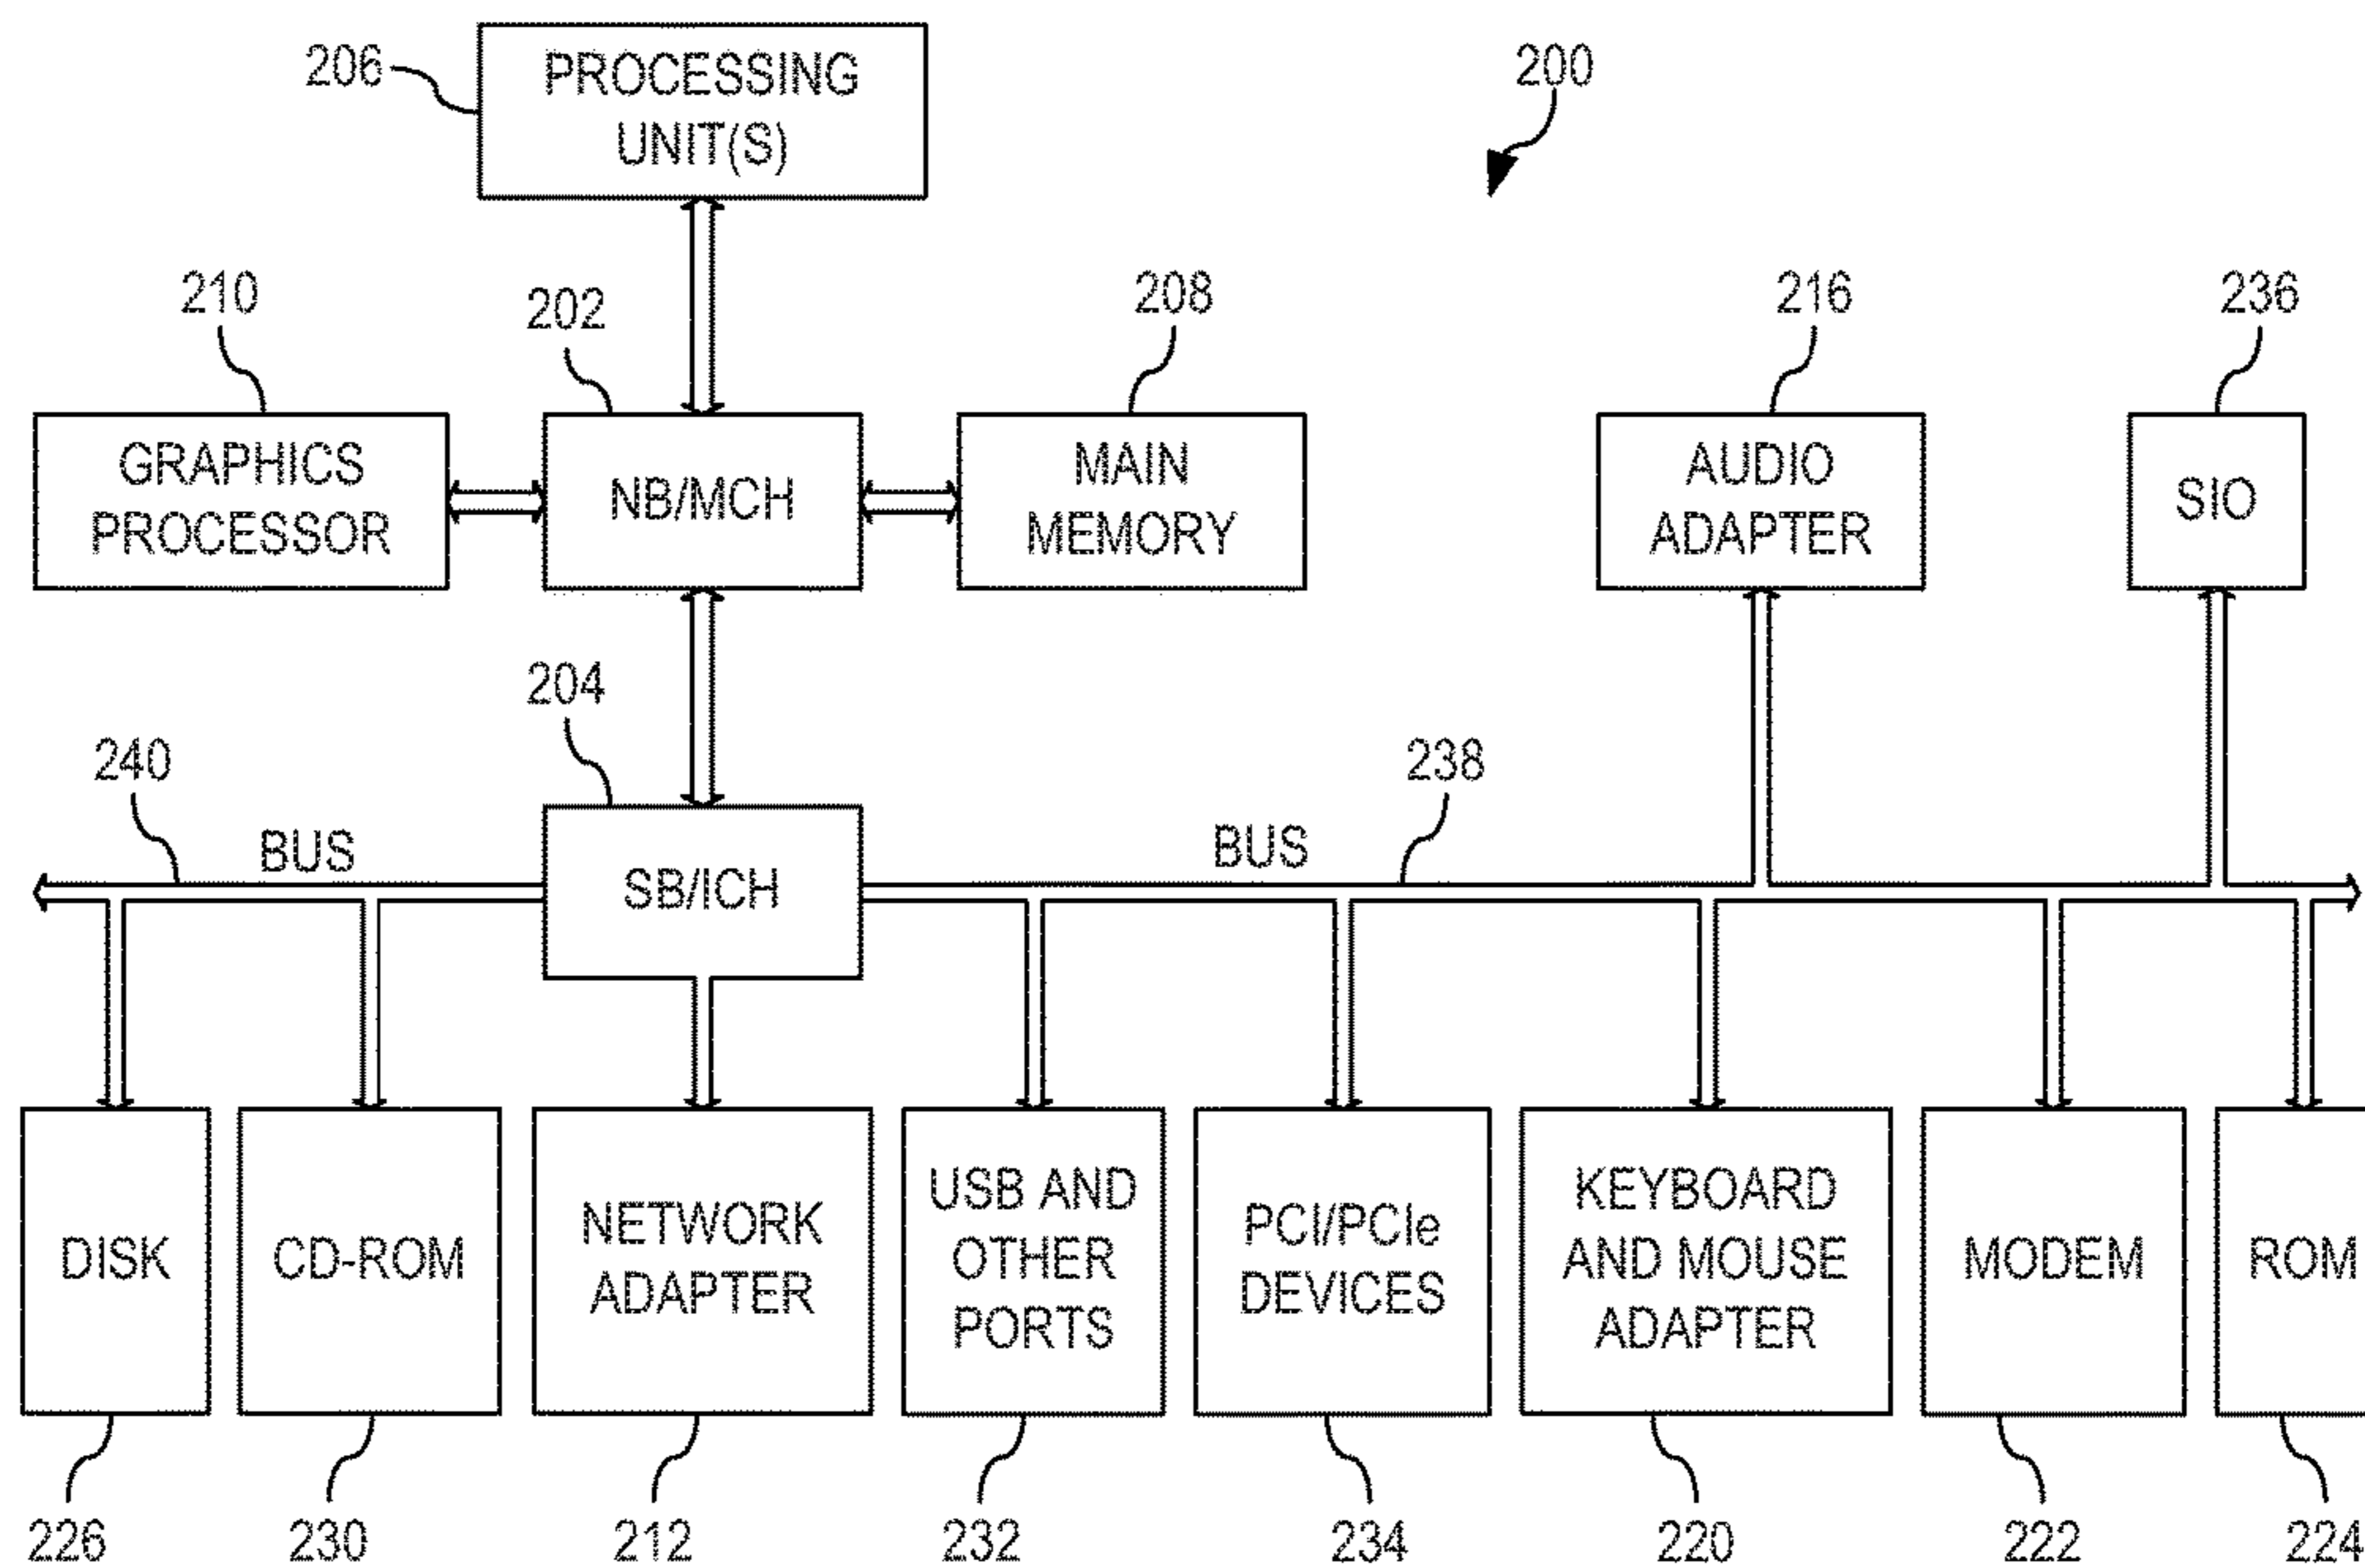 206
PROCESSING
UNIT(S)
200
210
202
208
216
236
GRAPHICS
PROCESSOR
NB/MCH
MAIN
MEMORY
AUDIO
ADAPTER
SIO
204
240
238
BUS
BUS
SB/ICH
DISK
CD-ROM
NETWORK
ADAPTER
USB AND
OTHER
PORTS
PCI/PCIe
DEVICES
KEYBOARD
AND MOUSE
ADAPTER
MODEM
ROM
226
230
212
232
234
220
222
224